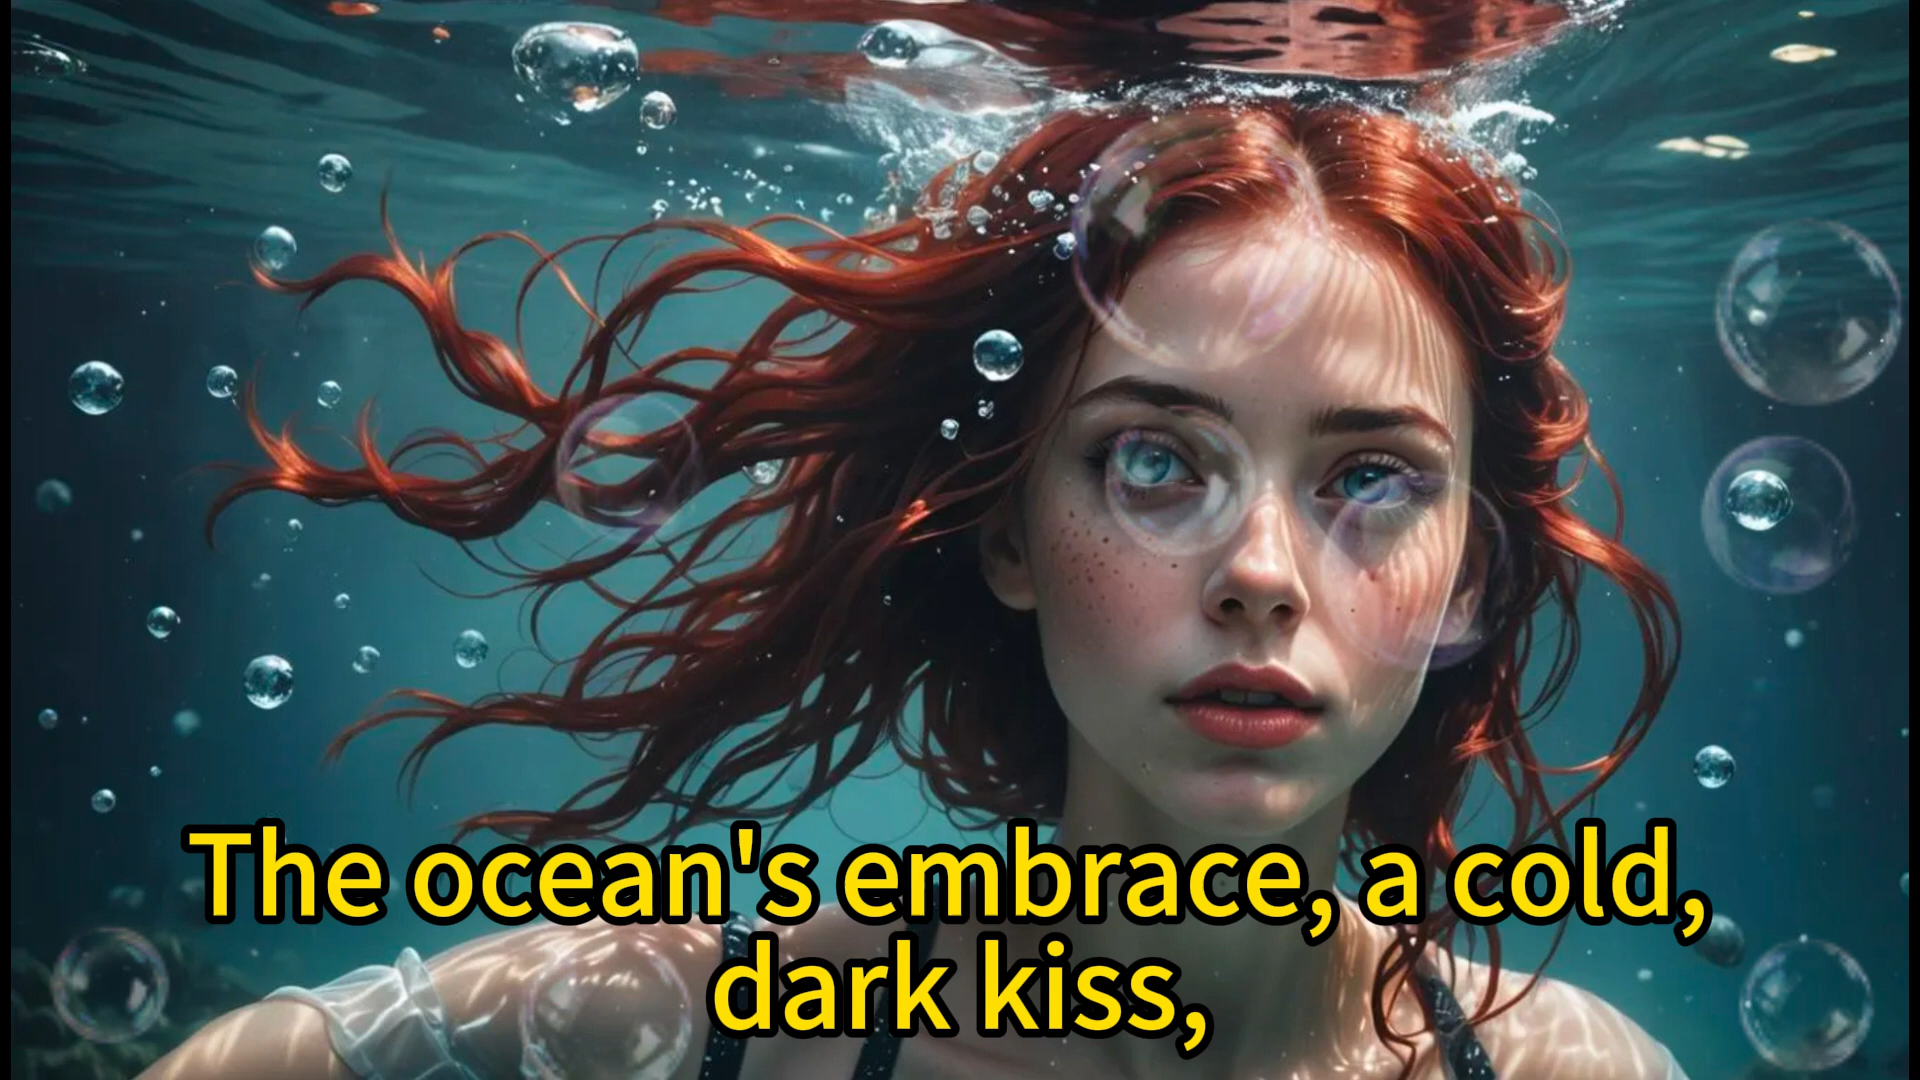 The ocean's embrace, a cold,
dark kiss,